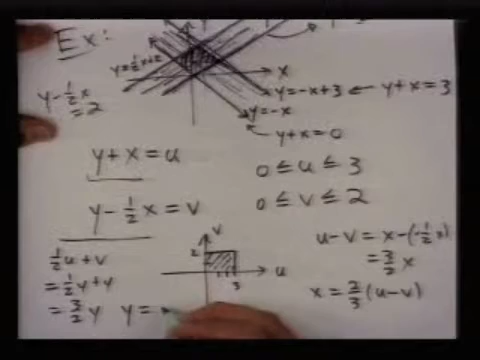 Ex:
y
y=½x+2
x
y=-x+3 ← y+x=3
y-½x
=2
y=-x
y+x=0
y+x=u
0≤u≤3
y-½x=v
0≤v≤2
v
2
3
u
u-v=x-(-½x)
=3/2 x
x=2/3(u-v)
½u+v
=½y+y
=3/2 y
y=